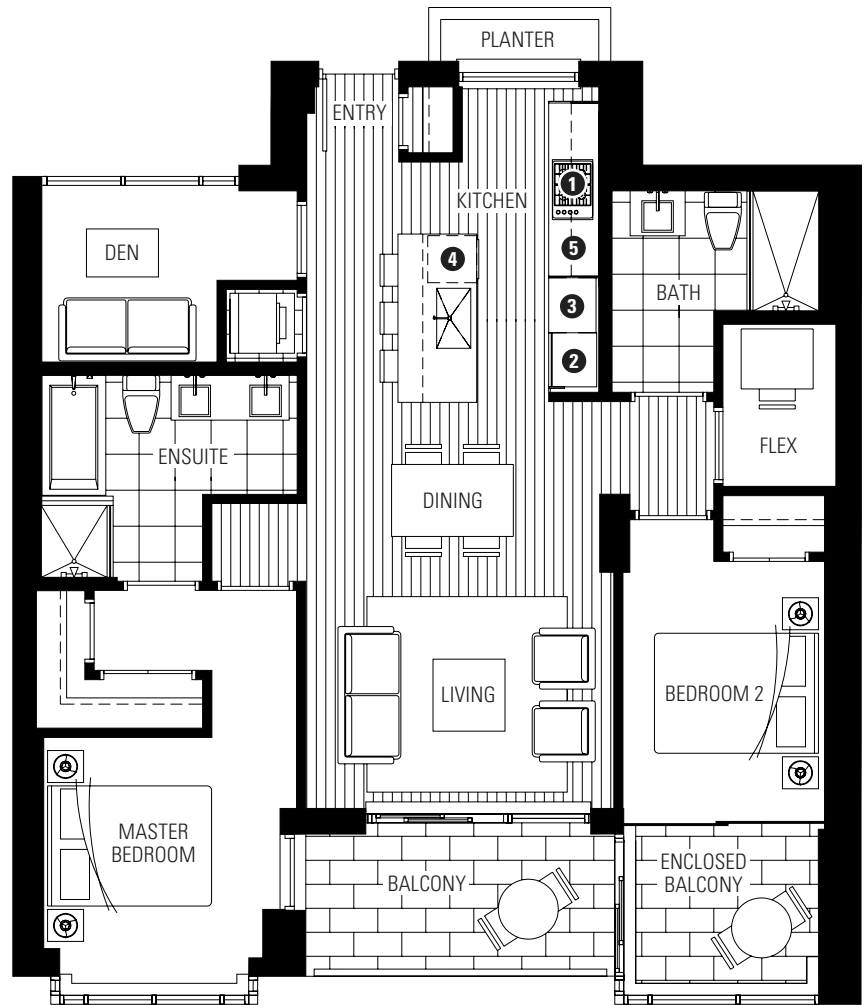 PLANTER
ENTRY
KITCHEN
1
DEN
4
5
BATH
3
2
FLEX
ENSUITE
DINING
LIVING
BEDROOM 2
MASTER
BEDROOM
BALCONY
ENCLOSED
BALCONY